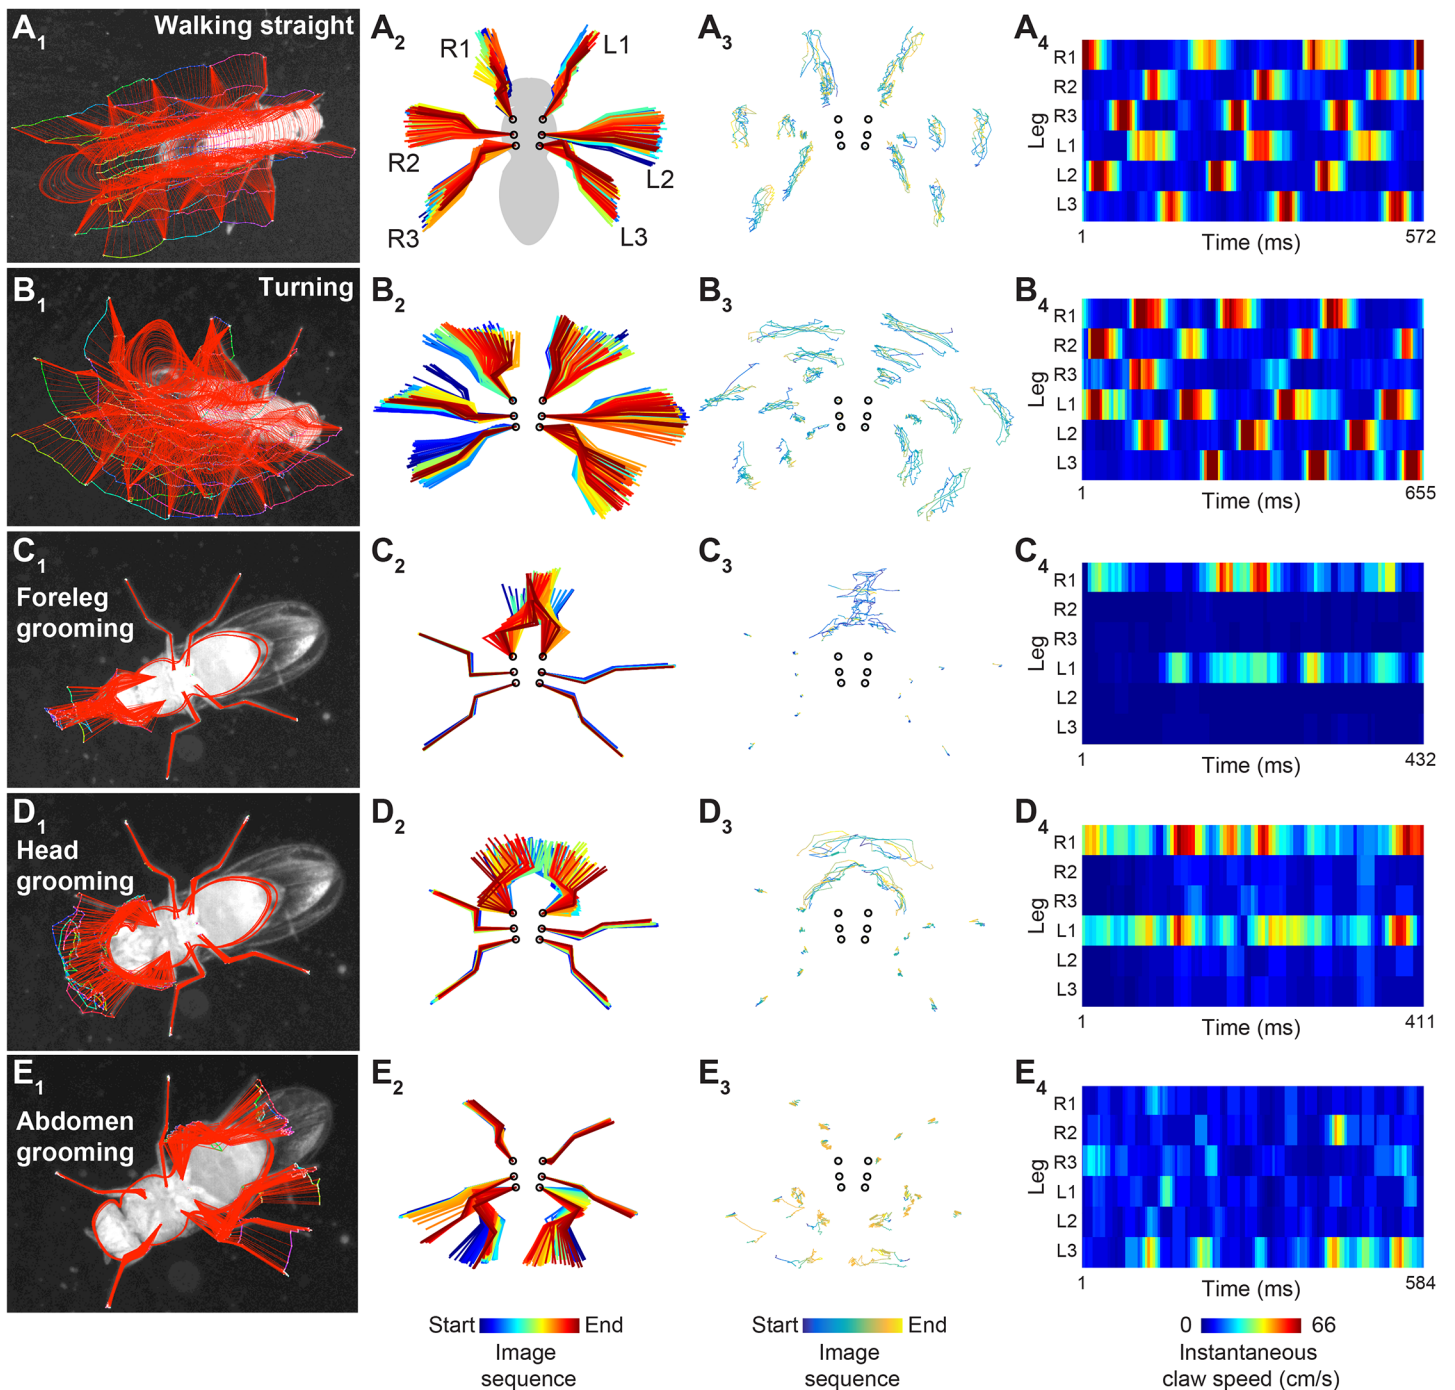 A1
Walking straight
A2
R1
L1
R2
L2
R3
L3
A3
A4
R1
R2
R3
L1
L2
L3
Leg
1
572
Time (ms)
B1
Turning
B2
B3
B4
R1
R2
R3
L1
L2
L3
Leg
1
655
Time (ms)
C1
Foreleg
grooming
C2
C3
C4
R1
R2
R3
L1
L2
L3
Leg
1
432
Time (ms)
D1
Head
grooming
D2
D3
D4
R1
R2
R3
L1
L2
L3
Leg
1
411
Time (ms)
E1
Abdomen
grooming
E2
E3
E4
R1
R2
R3
L1
L2
L3
Leg
1
584
Time (ms)
Start End
Image
sequence
Start End
Image
sequence
0 66
Instantaneous
claw speed (cm/s)